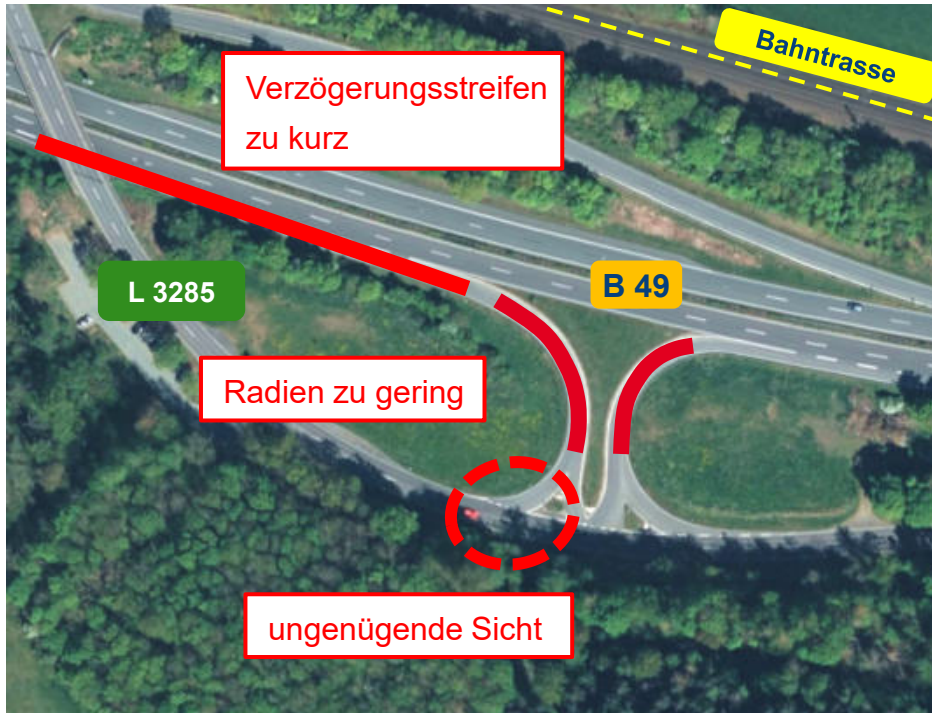 Bahntrasse
Verzögerungsstreifen
zu kurz
B 49
L 3285
Radien zu gering
ungenügende Sicht